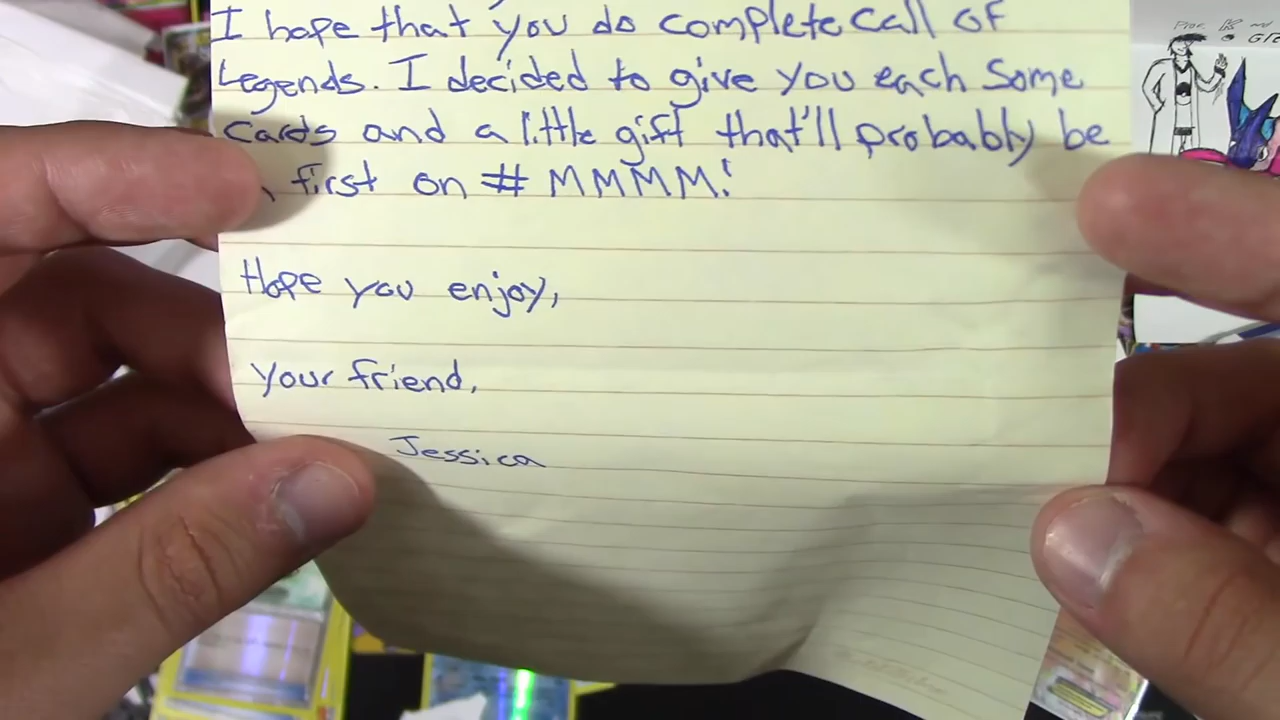 I hope that you do complete Call of
Legends. I decided to give you each some
cards and a little gift that'll probably be
first on # MMMM!
Hope you enjoy,
Your friend,
Jessica